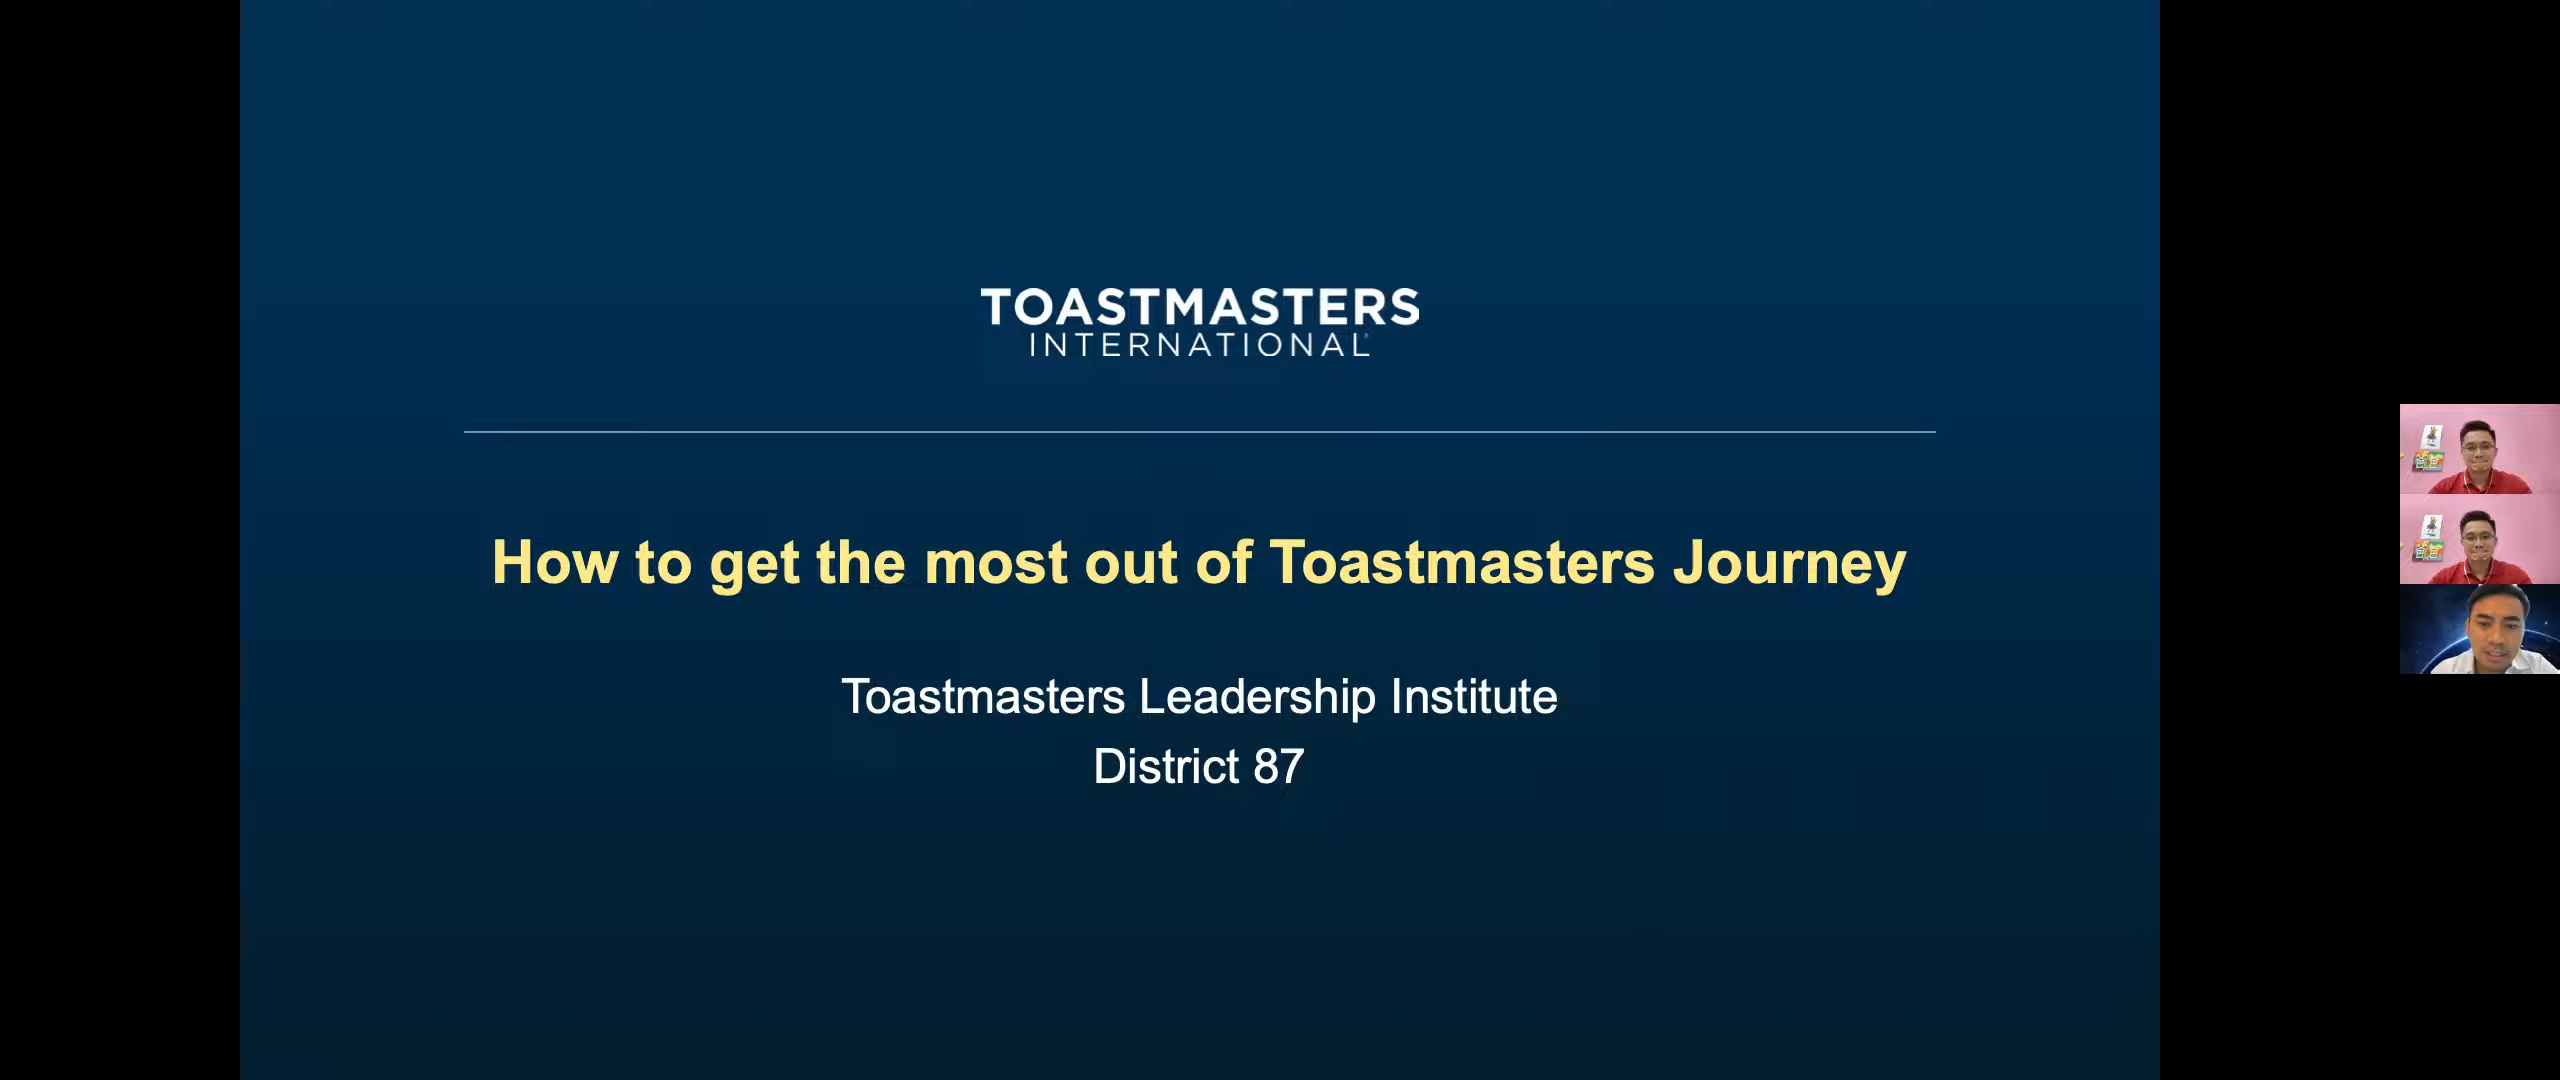 TOASTMASTERS
INTERNATIONAL
How to get the most out of Toastmasters Journey
Toastmasters Leadership Institute
District 87